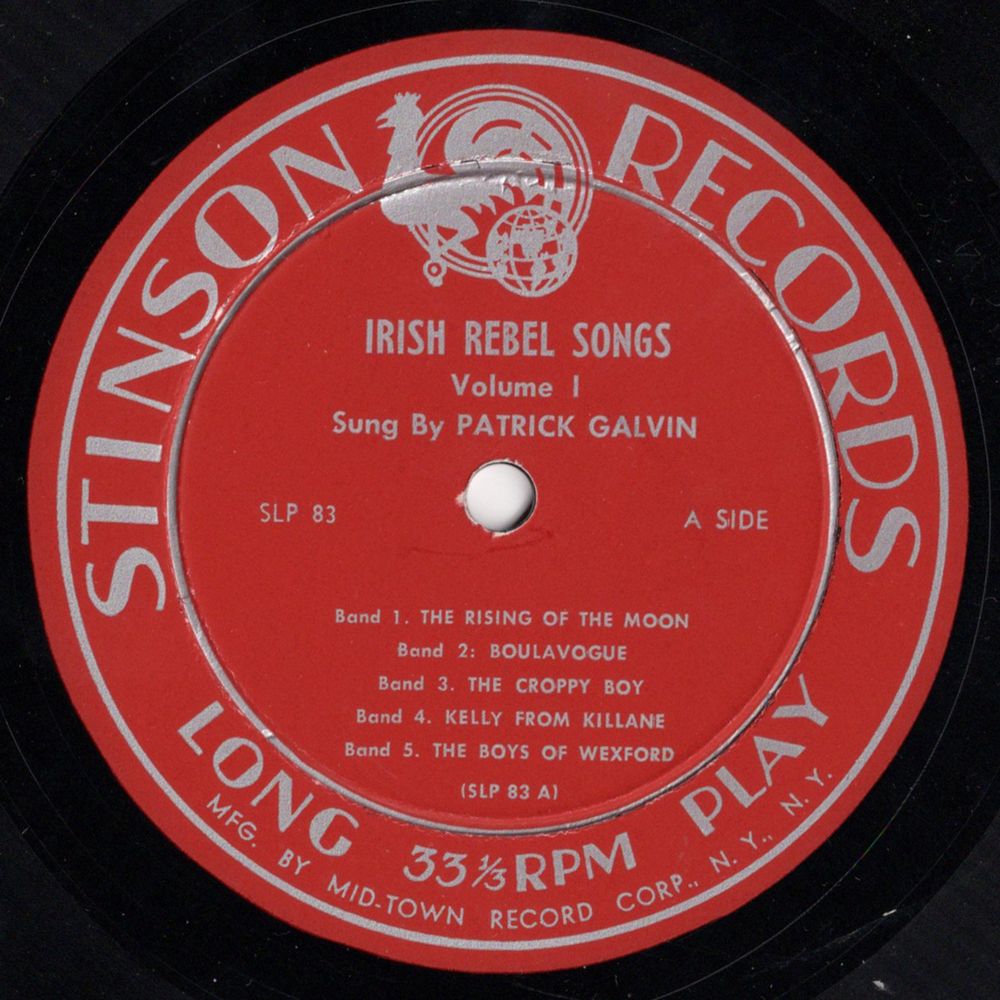 STINSON RECORDS
IRISH REBEL SONGS
Volume 1
Sung By PATRICK GALVIN
SLP 83
A SIDE
Band 1. THE RISING OF THE MOON
Band 2: BOULAVOGUE
Band 3. THE CROPPY BOY
Band 4. KELLY FROM KILLANE
Band 5. THE BOYS OF WEXFORD
(SLP 83 A)
LONG 33⅓RPM PLAY
MFG. BY MID-TOWN RECORD CORP., N. Y., N. Y.